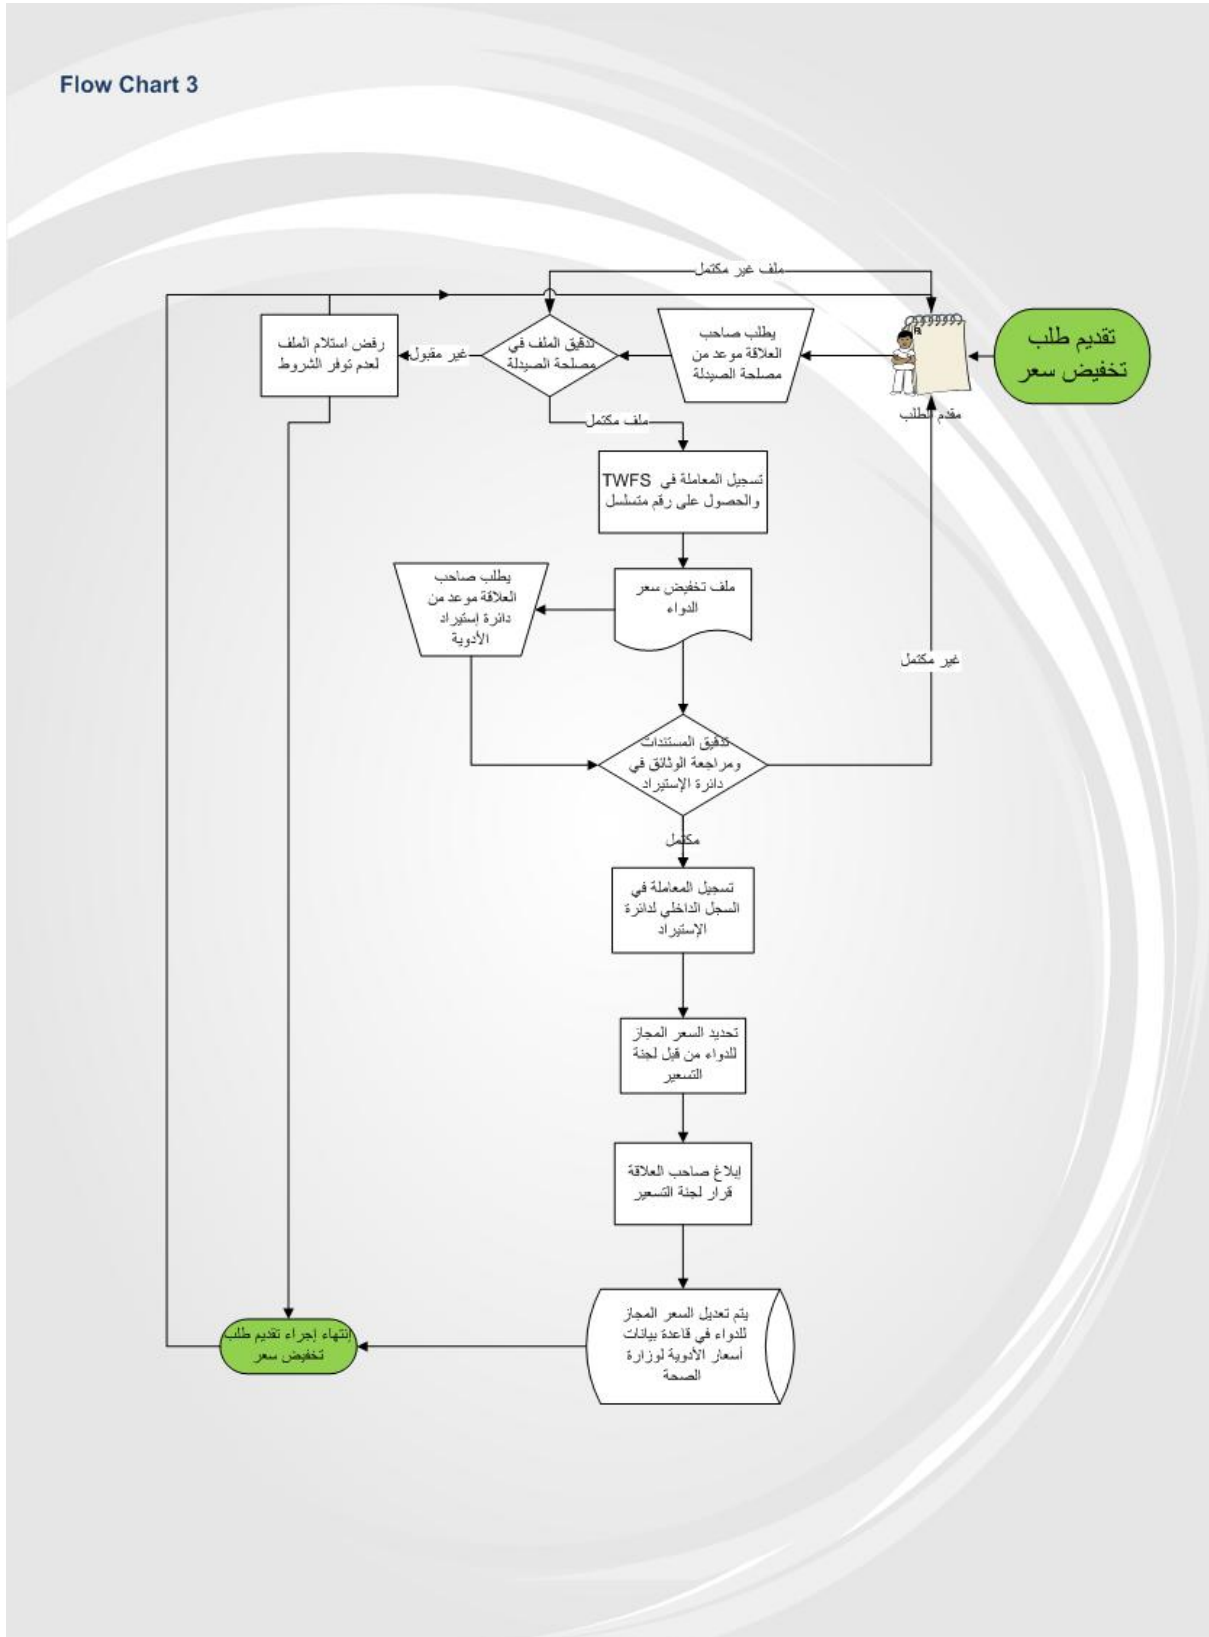 Flow Chart 3
ملف غير مكتمل
تقديم طلب
تخفيض سعر
مقدم الطلب
يطلب صاحب
العلاقة موعد من
مصلحة الصيدلة
تدقيق الملف في
مصلحة الصيدلة
غير مقبول
رفض استلام الملف
لعدم توفر الشروط
ملف مكتمل
تسجيل المعاملة في TWFS
والحصول على رقم متسلسل
ملف تخفيض سعر
الدواء
يطلب صاحب
العلاقة موعد من
دائرة إستيراد
الأدوية
غير مكتمل
تدقيق المستندات
ومراجعة الوثائق في
دائرة الإستيراد
مكتمل
تسجيل المعاملة في
السجل الداخلي لدائرة
الإستيراد
تحديد السعر المجاز
للدواء من قبل لجنة
التسعير
إبلاغ صاحب العلاقة
قرار لجنة التسعير
يتم تعديل السعر المجاز
للدواء في قاعدة بيانات
أسعار الأدوية لوزارة
الصحة
إنتهاء إجراء تقديم طلب
تخفيض سعر